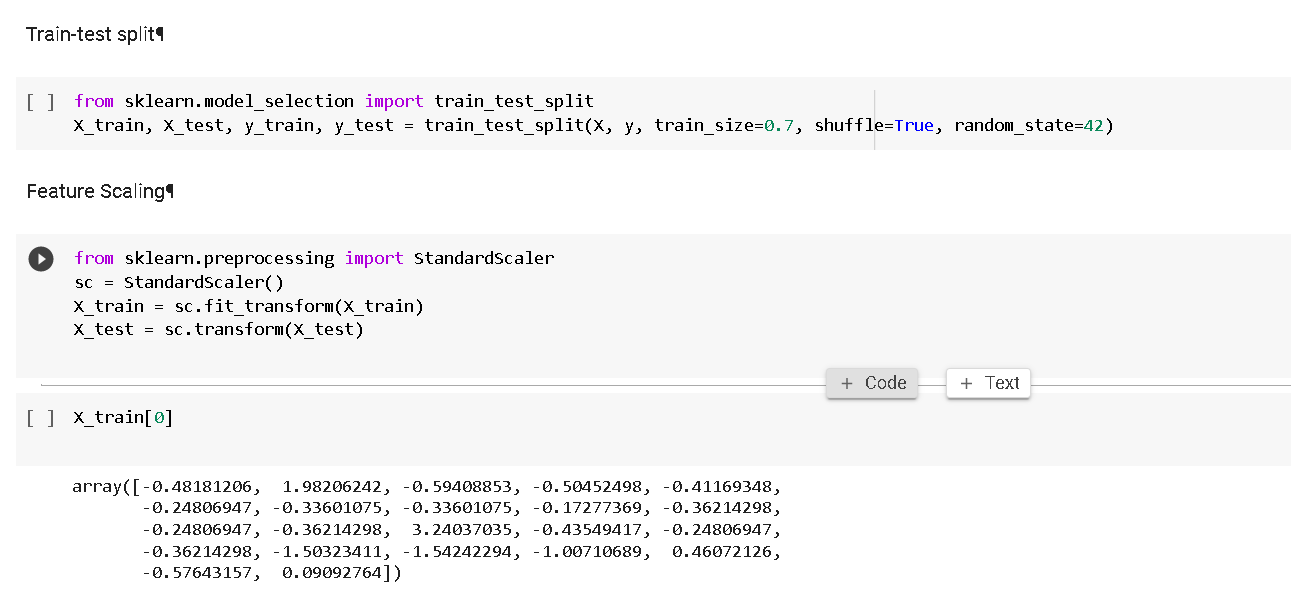 Train-test split¶
[ ] from sklearn.model_selection import train_test_split
X_train, X_test, y_train, y_test = train_test_split(X, y, train_size=0.7, shuffle=True, random_state=42)
Feature Scaling¶
from sklearn.preprocessing import StandardScaler
sc = StandardScaler()
X_train = sc.fit_transform(X_train)
X_test = sc.transform(X_test)
+ Code + Text
[ ] X_train[0]
array([-0.48181206,  1.98206242, -0.59408853, -0.50452498, -0.41169348,
-0.24806947, -0.33601075, -0.33601075, -0.17277369, -0.36214298,
-0.24806947, -0.36214298,  3.24037035, -0.43549417, -0.24806947,
-0.36214298, -1.50323411, -1.54242294, -1.00710689,  0.46072126,
-0.57643157,  0.09092764])